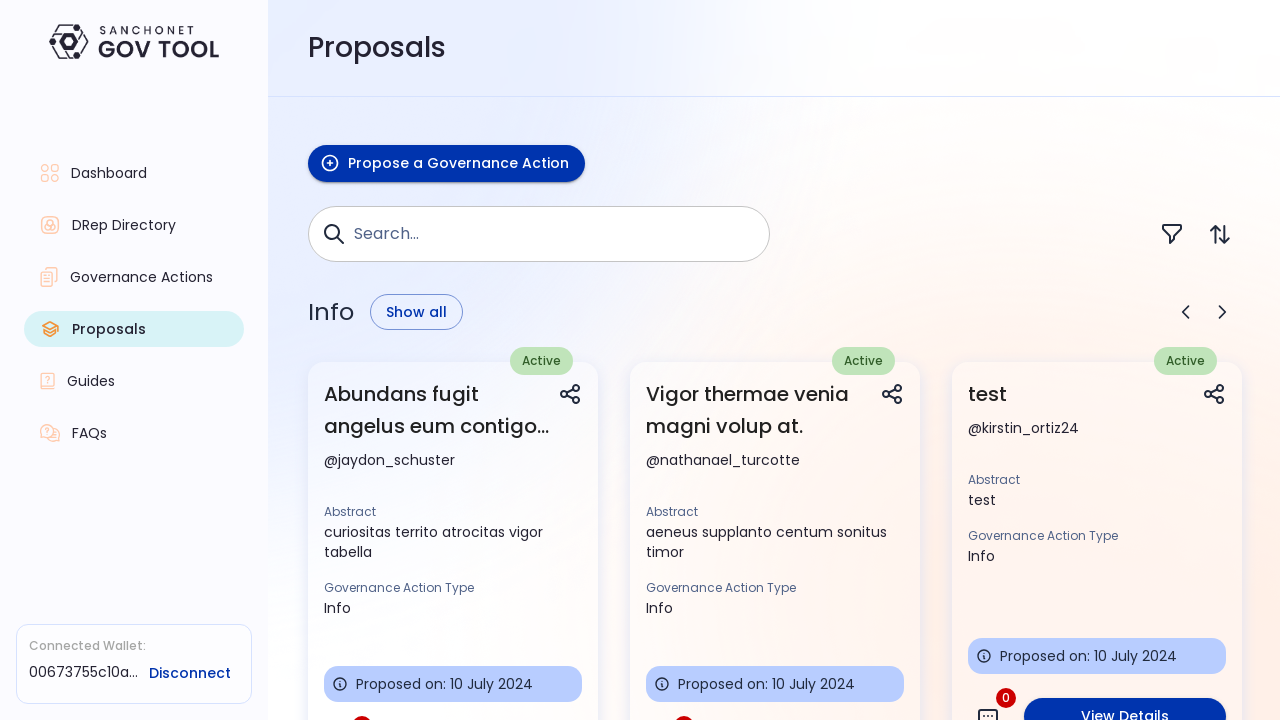 SANCHONET
GOV TOOL
Dashboard
DRep Directory
Governance Actions
Proposals
Guides
FAQs
Connected Wallet:
00673755c10a...
Disconnect
Proposals
Propose a Governance Action
Search...
Info
Show all
Active
Abundans fugit
angelus eum contigo...
@jaydon_schuster
Abstract
curiositas territo atrocitas vigor
tabella
Governance Action Type
Info
Proposed on: 10 July 2024
Active
Vigor thermae venia
magni volup at.
@nathanael_turcotte
Abstract
aeneus supplanto centum sonitus
timor
Governance Action Type
Info
Proposed on: 10 July 2024
Active
test
@kirstin_ortiz24
Abstract
test
Governance Action Type
Info
Proposed on: 10 July 2024
0
View Details